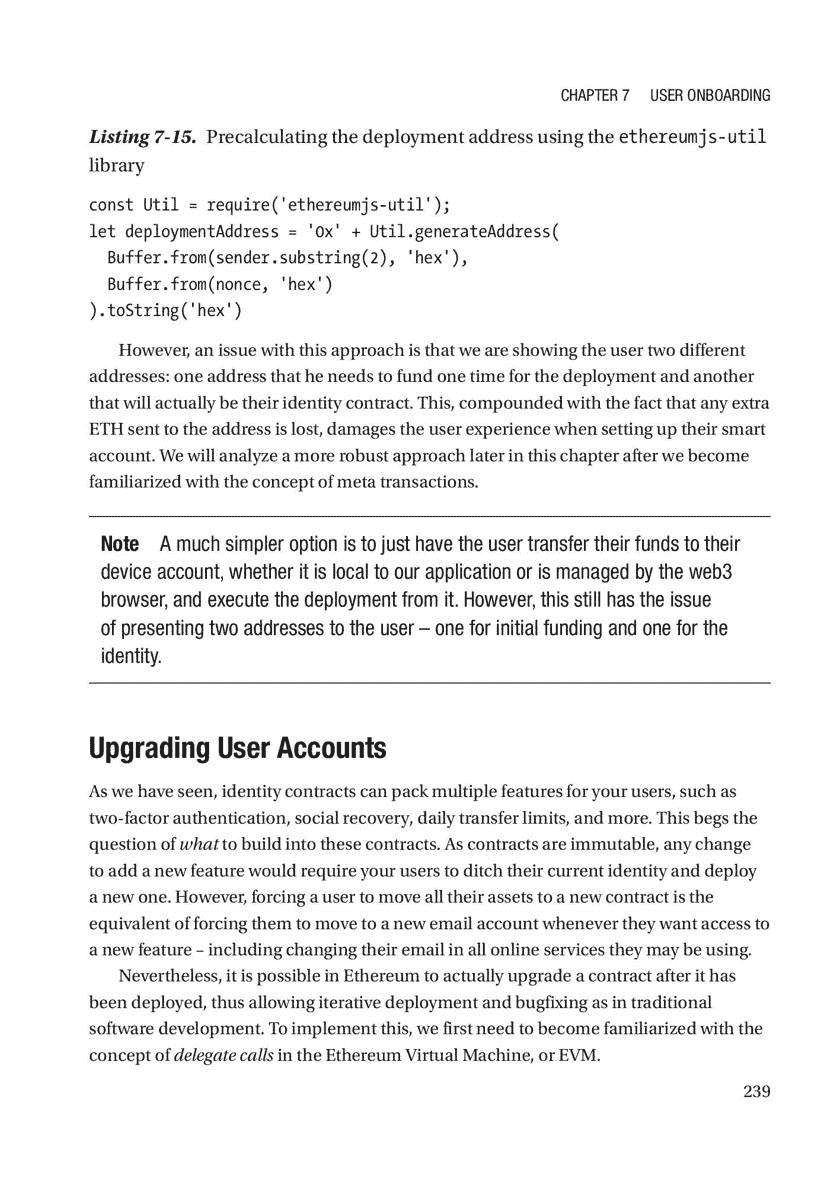 CHAPTER 7 USER ONBOARDING
Listing 7-15. Precalculating the deployment address using the ethereumjs-util
library
const Util = require('ethereumjs-util');
let deploymentAddress = '0x' + Util.generateAddress(
  Buffer.from(sender.substring(2), 'hex'),
  Buffer.from(nonce, 'hex')
).toString('hex')
However, an issue with this approach is that we are showing the user two different
addresses: one address that he needs to fund one time for the deployment and another
that will actually be their identity contract. This, compounded with the fact that any extra
ETH sent to the address is lost, damages the user experience when setting up their smart
account. We will analyze a more robust approach later in this chapter after we become
familiarized with the concept of meta transactions.
Note A much simpler option is to just have the user transfer their funds to their
device account, whether it is local to our application or is managed by the web3
browser, and execute the deployment from it. However, this still has the issue
of presenting two addresses to the user – one for initial funding and one for the
identity.
Upgrading User Accounts
As we have seen, identity contracts can pack multiple features for your users, such as
two-factor authentication, social recovery, daily transfer limits, and more. This begs the
question of what to build into these contracts. As contracts are immutable, any change
to add a new feature would require your users to ditch their current identity and deploy
a new one. However, forcing a user to move all their assets to a new contract is the
equivalent of forcing them to move to a new email account whenever they want access to
a new feature – including changing their email in all online services they may be using.
Nevertheless, it is possible in Ethereum to actually upgrade a contract after it has
been deployed, thus allowing iterative deployment and bugfixing as in traditional
software development. To implement this, we first need to become familiarized with the
concept of delegate calls in the Ethereum Virtual Machine, or EVM.
239